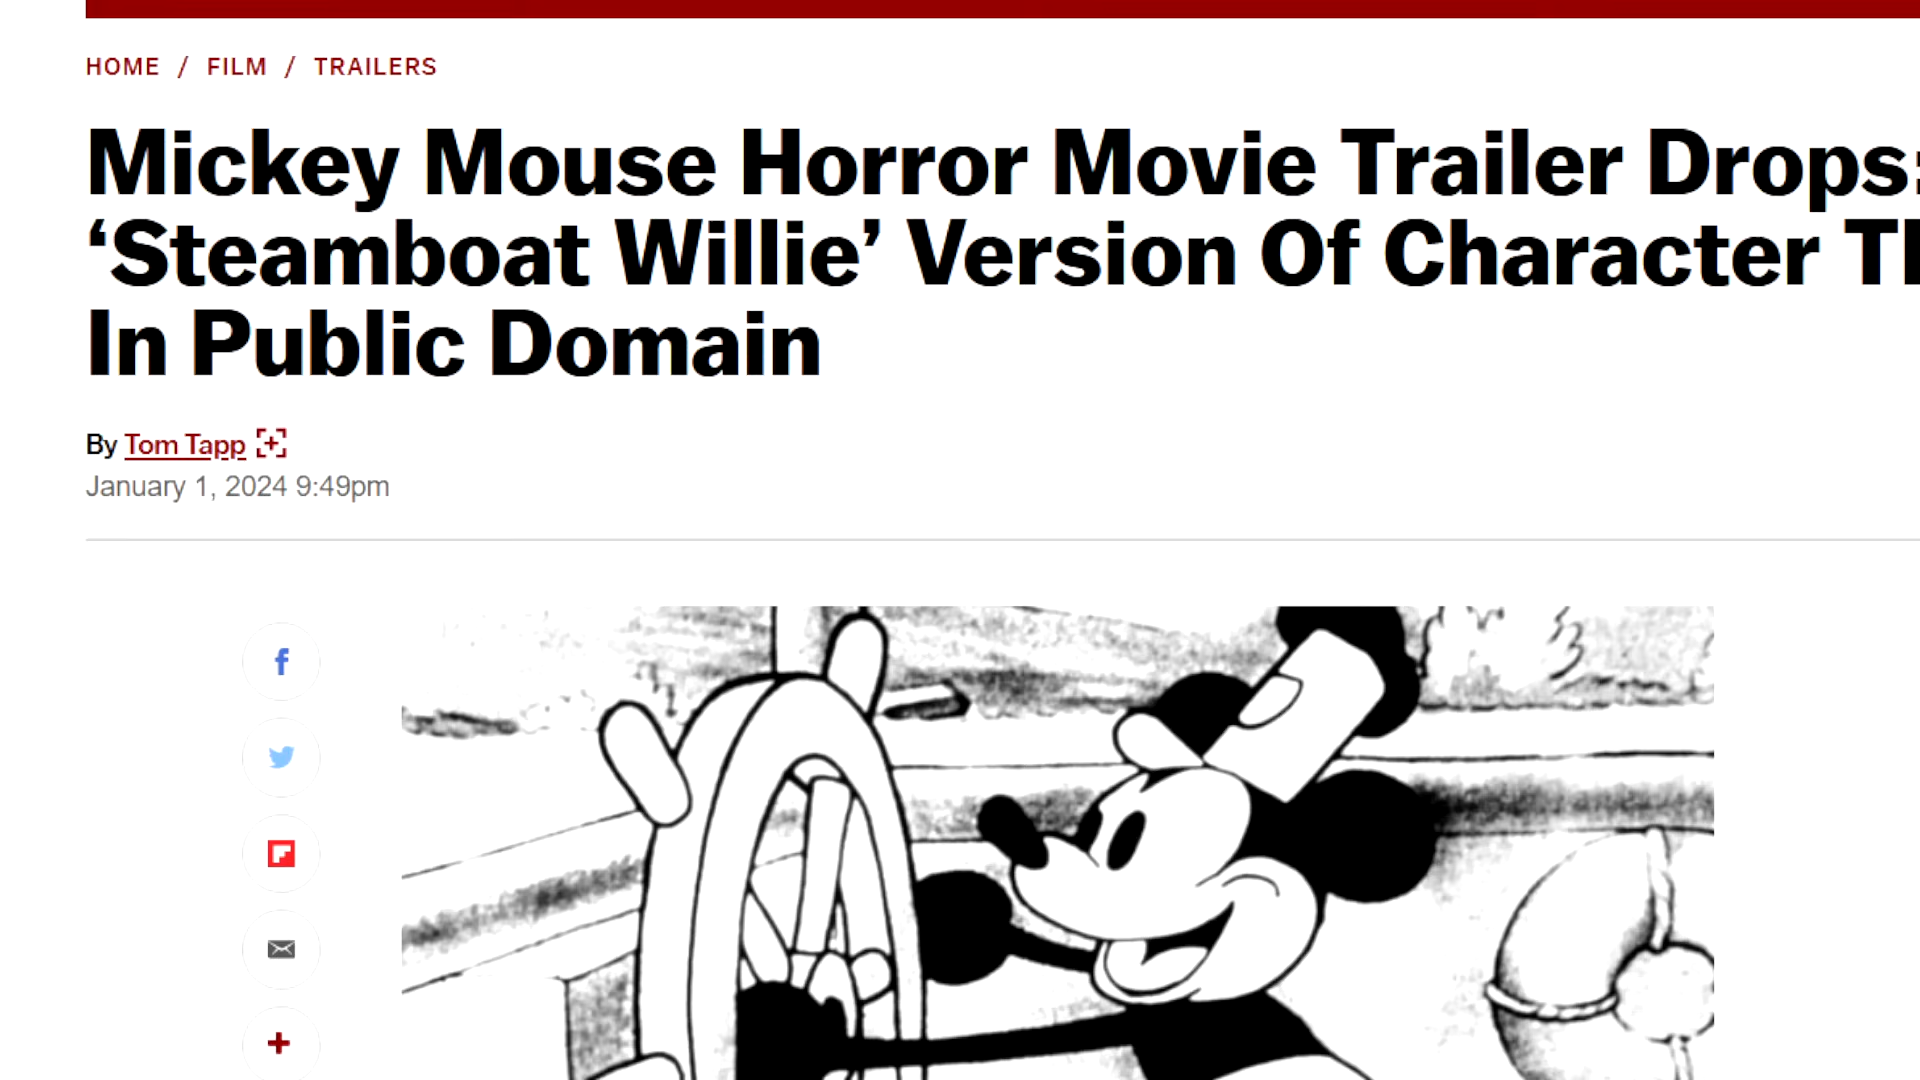 HOME / FILM / TRAILERS
Mickey Mouse Horror Movie Trailer Drops:
‘Steamboat Willie’ Version Of Character
In Public Domain
By Tom Tapp
January 1, 2024 9:49pm